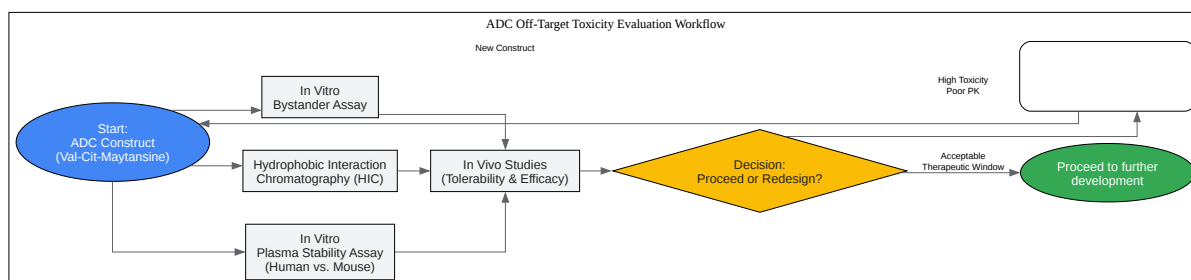 ADC Off-Target Toxicity Evaluation Workflow
New Construct
In Vitro
Bystander Assay
High Toxicity
Poor PK
Start:
ADC Construct
(Val-Cit-Maytansine)
Hydrophobic Interaction
Chromatography (HIC)
In Vivo Studies
(Tolerability & Efficacy)
Decision:
Proceed or Redesign?
Acceptable
Therapeutic Window
Proceed to further
development
In Vitro
Plasma Stability Assay
(Human vs. Mouse)